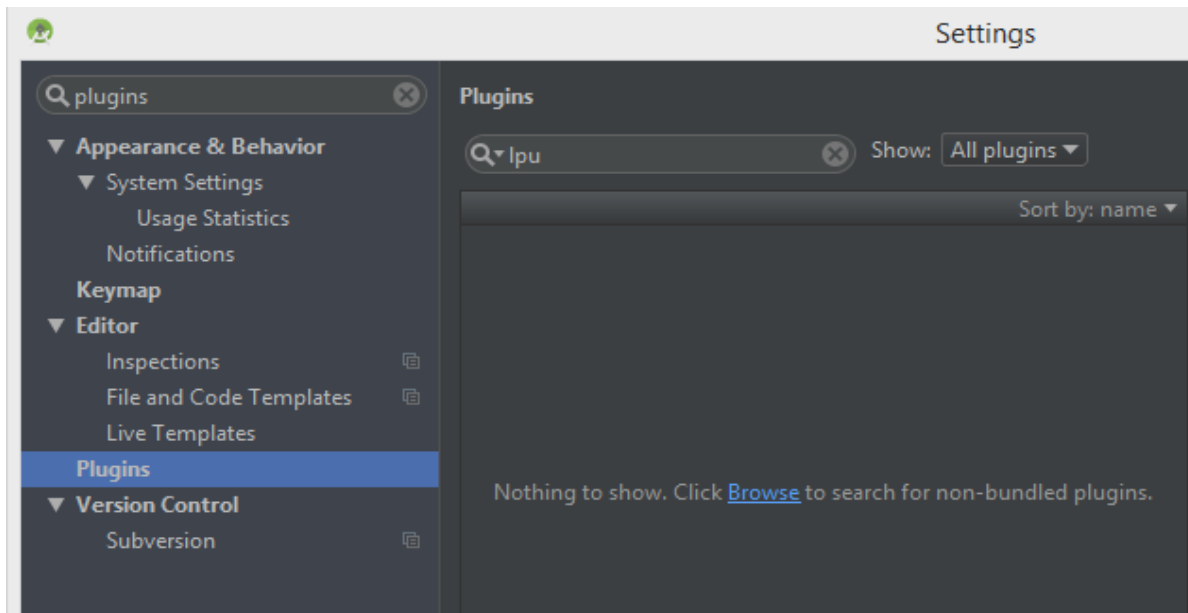 Settings
plugins
Appearance & Behavior
System Settings
Usage Statistics
Notifications
Keymap
Editor
Inspections
File and Code Templates
Live Templates
Plugins
Version Control
Subversion
Plugins
lpu Show: All plugins
Sort by: name
Nothing to show. Click Browse to search for non-bundled plugins.